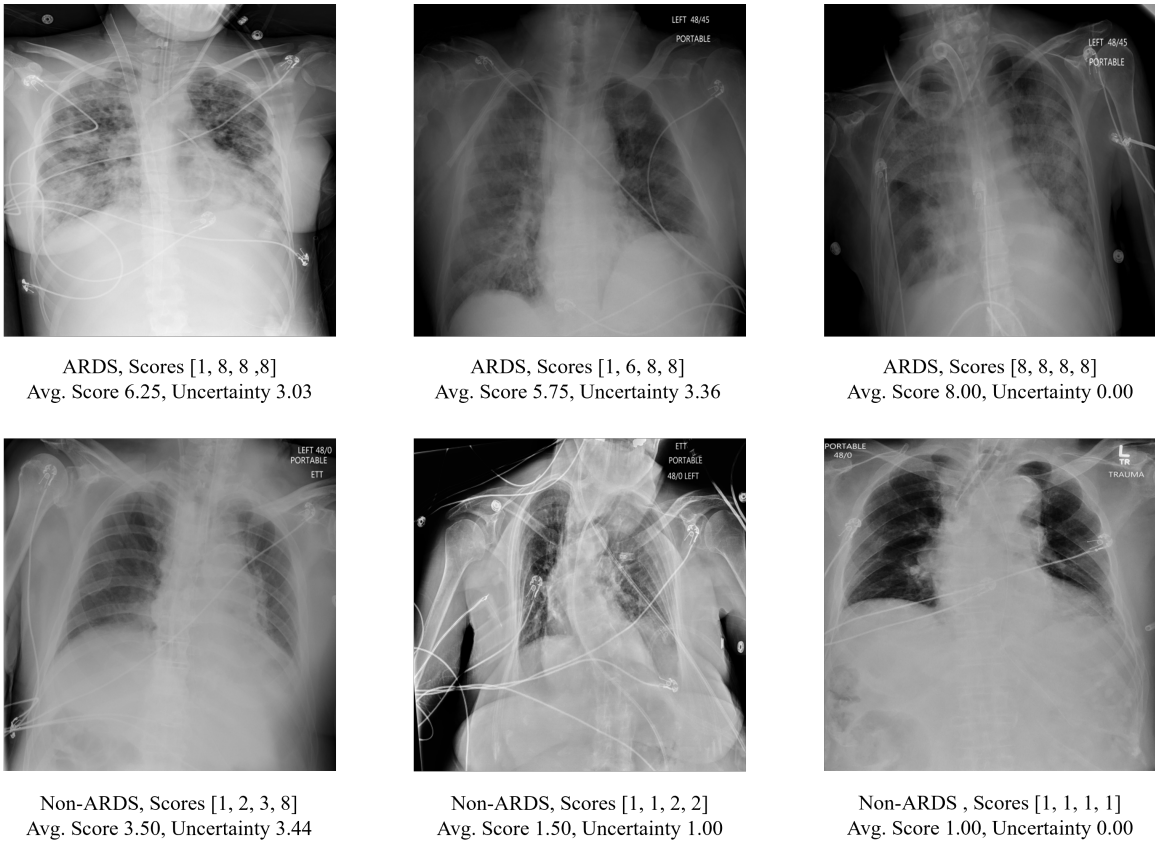 LEFT 48/45
PORTABLE
LEFT 48/45
PORTABLE
ARDS, Scores [1, 8, 8 ,8]
Avg. Score 6.25, Uncertainty 3.03
ARDS, Scores [1, 6, 8, 8]
Avg. Score 5.75, Uncertainty 3.36
ARDS, Scores [8, 8, 8, 8]
Avg. Score 8.00, Uncertainty 0.00
LEFT 48/0
PORTABLE
ETT
ETT
PORTABLE
48/0 LEFT
PORTABLE
48/0
L
TR
TRAUMA
Non-ARDS, Scores [1, 2, 3, 8]
Avg. Score 3.50, Uncertainty 3.44
Non-ARDS, Scores [1, 1, 2, 2]
Avg. Score 1.50, Uncertainty 1.00
Non-ARDS , Scores [1, 1, 1, 1]
Avg. Score 1.00, Uncertainty 0.00